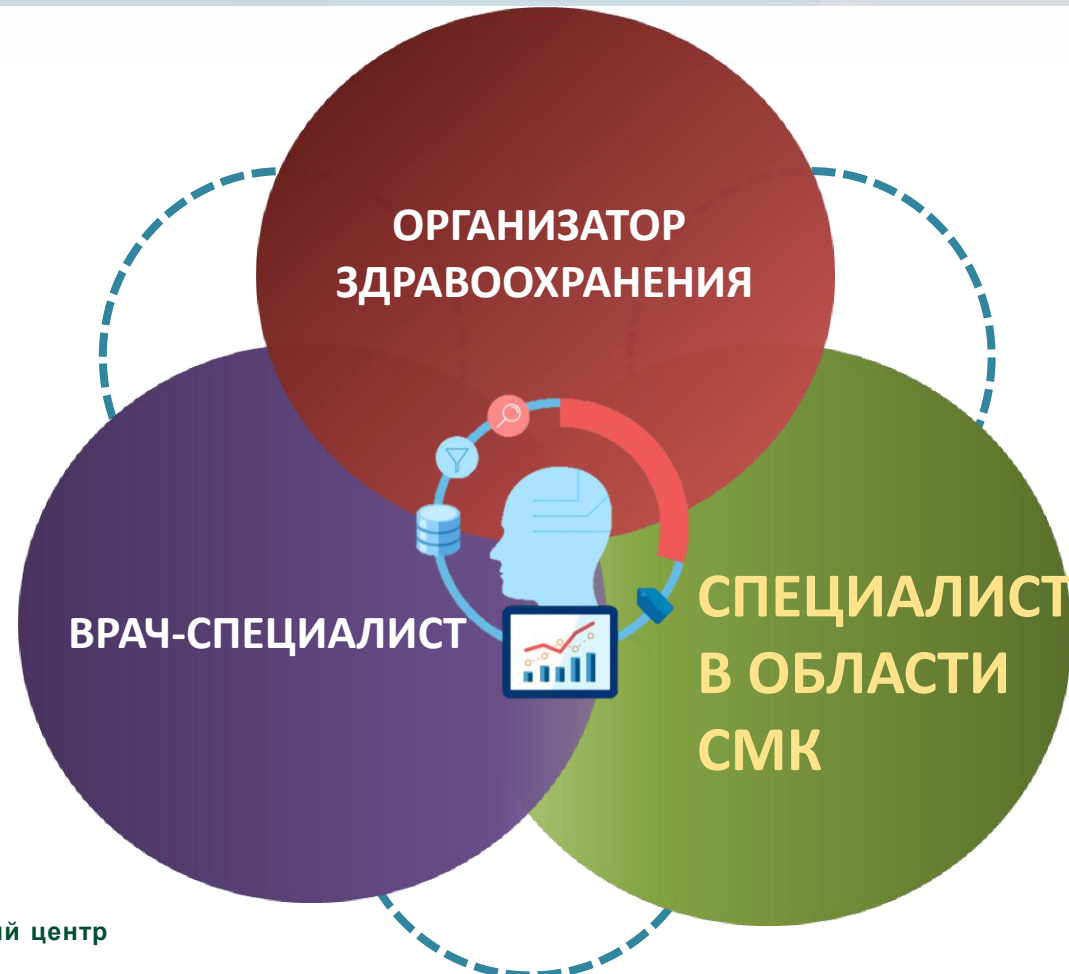 ОРГАНИЗАТОР
ЗДРАВООХРАНЕНИЯ
ВРАЧ-СПЕЦИАЛИСТ
СПЕЦИАЛИСТ
В ОБЛАСТИ
СМК
й центр